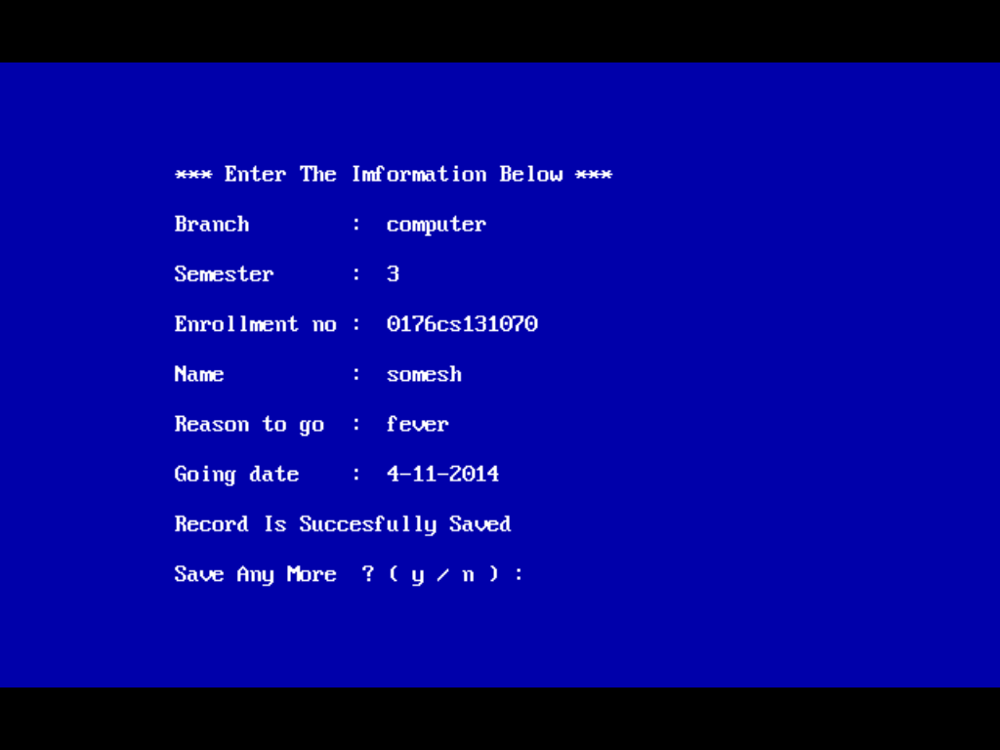 *** Enter The Imformation Below ***
Branch : computer
Semester : 3
Enrollment no : 0176cs131070
Name : somesh
Reason to go : fever
Going date : 4-11-2014
Record Is Succesfully Saved
Save Any More ? ( y / n ) :